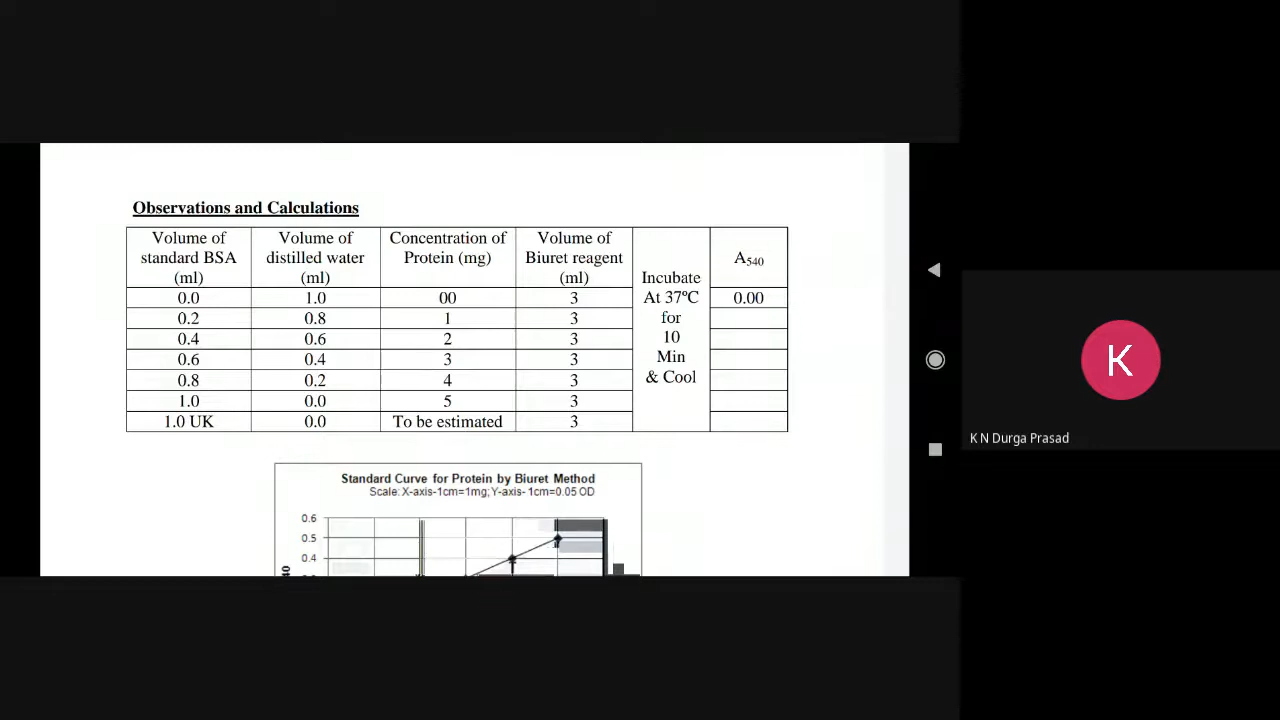 Observations and Calculations
Volume of standard BSA (ml) Volume of distilled water (ml) Concentration of Protein (mg) Volume of Biuret reagent (ml) Incubate At 37ºC for 10 Min & Cool A540
0.0 1.0 00 3 0.00
0.2 0.8 1 3
0.4 0.6 2 3
0.6 0.4 3 3
0.8 0.2 4 3
1.0 0.0 5 3
1.0 UK 0.0 To be estimated 3
Standard Curve for Protein by Biuret Method
Scale: X-axis-1cm=1mg; Y-axis- 1cm=0.05 OD
0.6
0.5
0.4
K
K N Durga Prasad